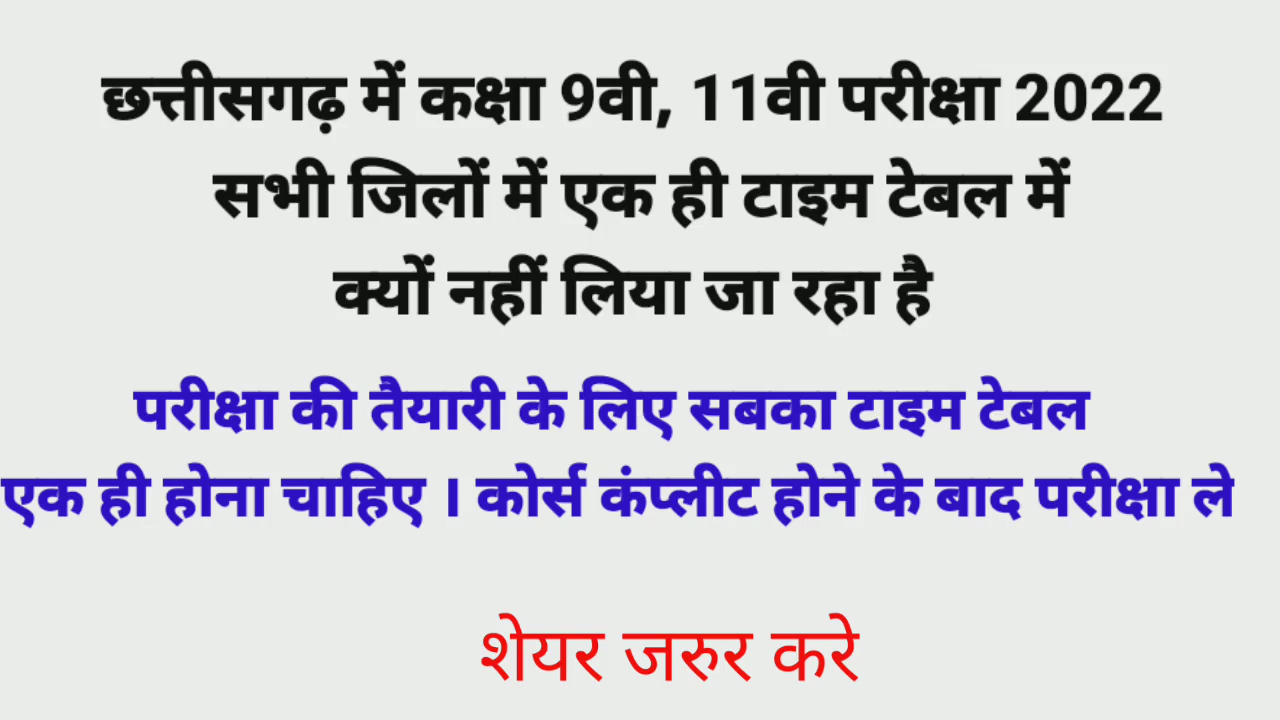 छत्तीसगढ़ में कक्षा 9वी, 11वी परीक्षा 2022
सभी जिलों में एक ही टाइम टेबल में
क्यों नहीं लिया जा रहा है
परीक्षा की तैयारी के लिए सबका टाइम टेबल
एक ही होना चाहिए । कोर्स कंप्लीट होने के बाद परीक्षा ले
शेयर जरुर करे